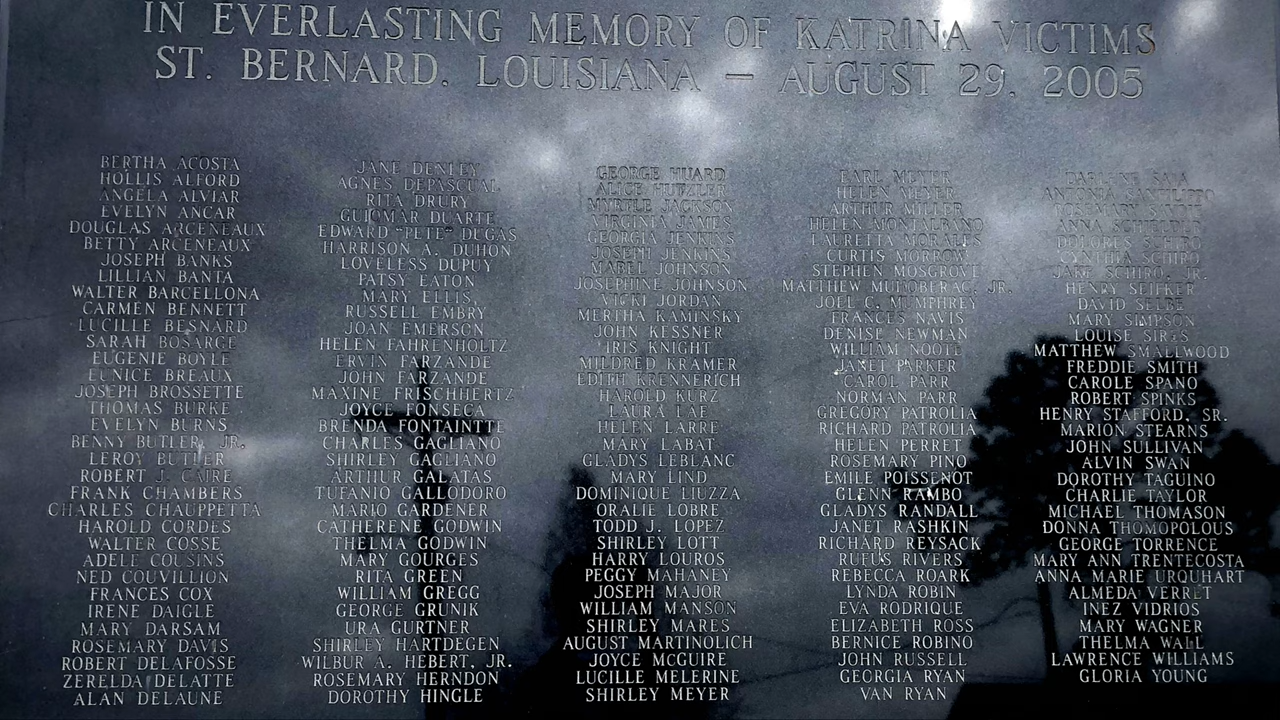 IN EVERLASTING MEMORY OF KATRINA VICTIMS
ST. BERNARD, LOUISIANA — AUGUST 29, 2005
BERTHA ACOSTA
HOLLIS ALFORD
ANGELA ALVIAR
EVELYN ANCAR
DOUGLAS ARCENEAUX
BETTY ARCENEAUX
JOSEPH BANKS
LILLIAN BANTA
WALTER BARCELLONA
CARMEN BENNETT
LUCILLE BESNARD
SARAH BOSARGE
EUGENIE BOYLE
EUNICE BREAUX
JOSEPH BROSSETTE
THOMAS BURKE
EVELYN BURNS
BENNY BUTLER, JR.
LEROY BUTLER
ROBERT J. CAIRE
FRANK CHAMBERS
CHARLES CHAUPPETTA
HAROLD CORDES
WALTER COSSE
ADELE COUSINS
NED COUVILLION
FRANCES COX
IRENE DAIGLE
MARY DARSAM
ROSEMARY DAVIS
ROBERT DELAFOSSE
ZERELDA DELATTE
ALAN DELAUNE
JANE DENLEY
AGNES DEPASCUAL
RITA DRURY
GUIOMAR DUARTE
EDWARD "PETE" DUGAS
HARRISON A. DUHON
LOVELESS DUPUY
PATSY EATON
MARY ELLIS
RUSSELL EMBRY
JOAN EMERSON
HELEN FAHRENHOLTZ
ERVIN FARZANDE
JOHN FARZANDE
MAXINE FRISCHHERTZ
JOYCE FONSECA
BRENDA FONTAINTTE
CHARLES GAGLIANO
SHIRLEY GAGLIANO
ARTHUR GALATAS
TUFANIO GALLODORO
MARIO GARDENER
CATHERENE GODWIN
THELMA GODWIN
MARY GOURGES
RITA GREEN
WILLIAM GREGG
GEORGE GRUNIK
URA GURTNER
SHIRLEY HARTDEGEN
WILBUR A. HEBERT, JR.
ROSEMARY HERNDON
DOROTHY HINGLE
GEORGE HUARD
ALICE HUTZLER
MYRTLE JACKSON
VIRGINIA JAMES
GEORGIA JENKINS
JOSEPH JENKINS
MABEL JOHNSON
JOSEPHINE JOHNSON
VICKI JORDAN
MERTHA KAMINSKY
JOHN KESSNER
IRIS KNIGHT
MILDRED KRAMER
EDITH KRENNERICH
HAROLD KURZ
LAURA LAE
HELEN LARRE
MARY LABAT
GLADYS LEBLANC
MARY LIND
DOMINIQUE LIUZZA
ORALIE LOBRE
TODD J. LOPEZ
SHIRLEY LOTT
HARRY LOUROS
PEGGY MAHANEY
JOSEPH MAJOR
WILLIAM MANSON
SHIRLEY MARES
AUGUST MARTINOLICH
JOYCE McGUIRE
LUCILLE MELERINE
SHIRLEY MEYER
EARL MEYER
HELEN MEYER
ARTHUR MILLER
HELEN MONTALBANO
LAURETTA MORALES
CURTIS MORROW
STEPHEN MOSGROVE
MATTHEW MUHOBERAC, JR.
JOEL C. MUMPHREY
FRANCES NAVIS
DENISE NEWMAN
WILLIAM NOOTE
JANET PARKER
CAROL PARR
NORMAN PARR
GREGORY PATROLIA
RICHARD PATROLIA
HELEN PERRET
ROSEMARY PINO
EMILE POISSENOT
GLENN RAMBO
GLADYS RANDALL
JANET RASHKIN
RICHARD REYSACK
RUFUS RIVERS
REBECCA ROARK
LYNDA ROBIN
EVA RODRIQUE
ELIZABETH ROSS
BERNICE ROBINO
JOHN RUSSELL
GEORGIA RYAN
VAN RYAN
ANTONIA
ANNA
DOLORES SCHIRO
CYNTHIA SCHIRO
JAKE SCHIRO, JR.
HENRY SEIFKER
DAVID SELBE
MARY SIMPSON
LOUISE SIRES
MATTHEW SMALLWOOD
FREDDIE SMITH
CAROLE SPANO
ROBERT SPINKS
HENRY STAFFORD, SR.
MARION STEARNS
JOHN SULLIVAN
ALVIN SWAN
DOROTHY TAGUINO
CHARLIE TAYLOR
MICHAEL THOMASON
DONNA THOMOPOLOUS
GEORGE TORRENCE
MARY ANN TRENTECOSTA
ANNA MARIE URQUHART
ALMEDA VERRET
INEZ VIDRIOS
MARY WAGNER
THELMA WALL
LAWRENCE WILLIAMS
GLORIA YOUNG